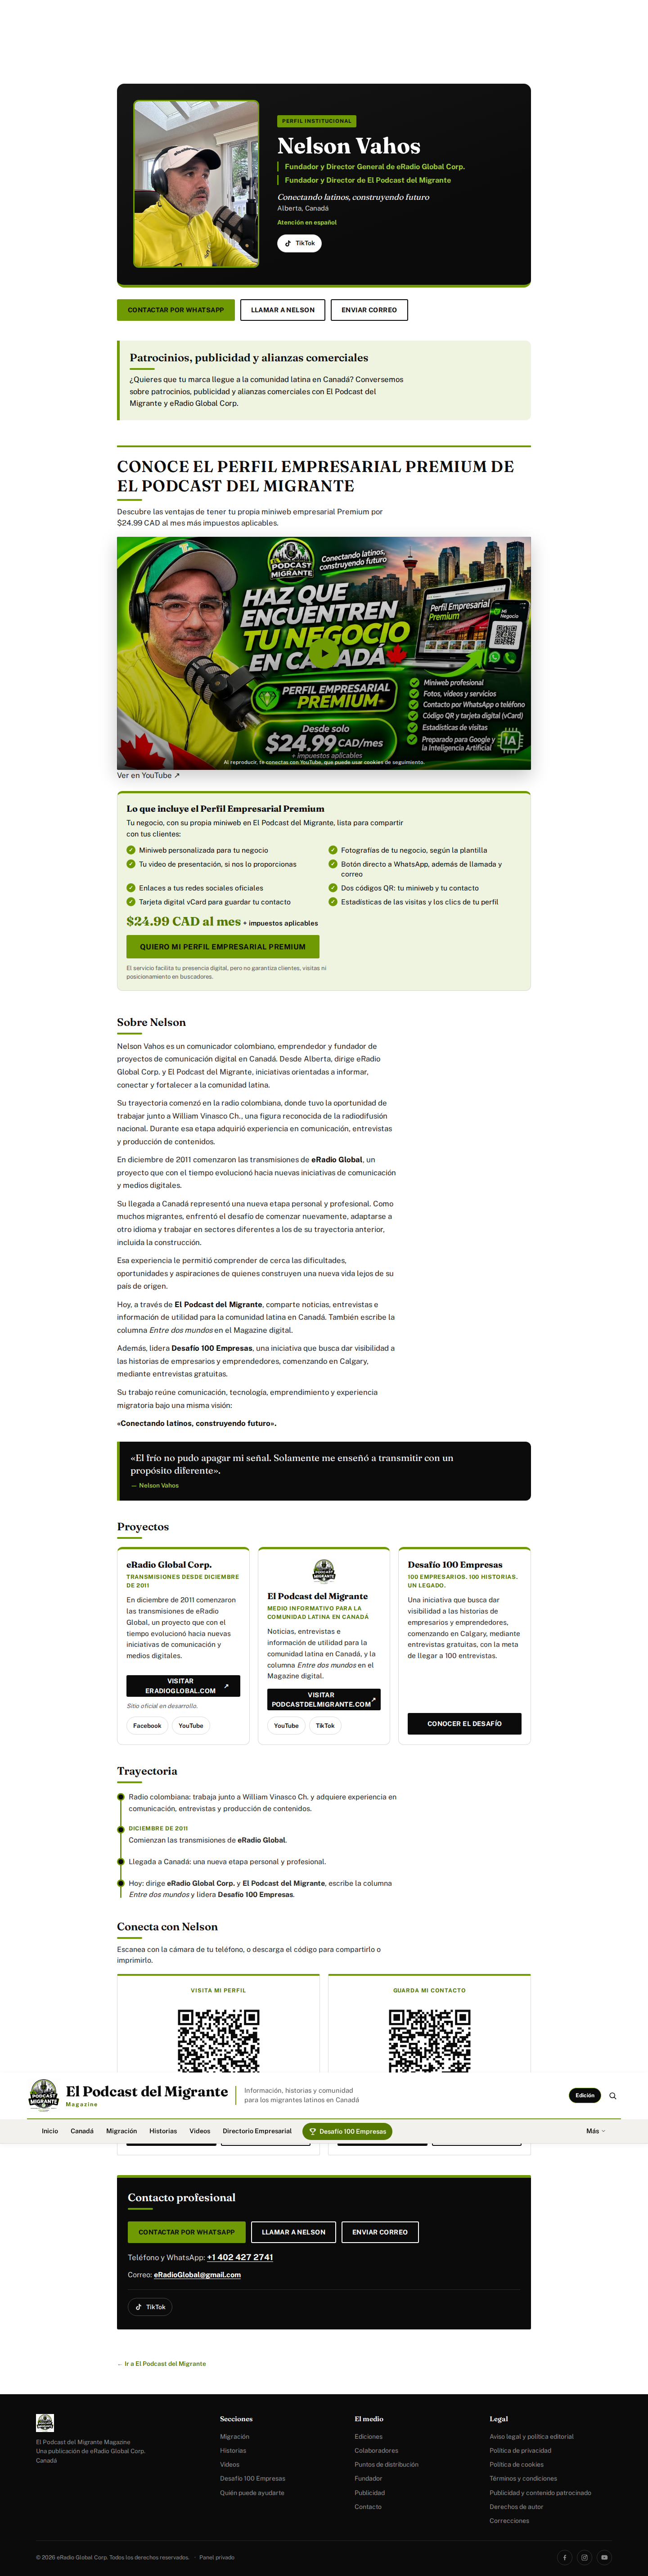 PERFIL INSTITUCIONAL
Nelson Vahos
Fundador y Director General de eRadio Global Corp.
Fundador y Director de El Podcast del Migrante
Conectando latinos, construyendo futuro
Alberta, Canadá
Atención en español
TikTok
CONTACTAR POR WHATSAPP
LLAMAR A NELSON
ENVIAR CORREO
Patrocinios, publicidad y alianzas comerciales
¿Quieres que tu marca llegue a la comunidad latina en Canadá? Conversemos
sobre patrocinios, publicidad y alianzas comerciales con El Podcast del
Migrante y eRadio Global Corp.
CONOCE EL PERFIL EMPRESARIAL PREMIUM DE
EL PODCAST DEL MIGRANTE
Descubre las ventajas de tener tu propia miniweb empresarial Premium por
$24.99 CAD al mes más impuestos aplicables.
PODCAST
MIGRANTE
Conectando latinos,
construyendo futuro
HAZ QUE
ENCUENTREN
TU NEGOCIO
EN CANADÁ
PERFIL EMPRESARIAL
PREMIUM
Desde solo
$24.99 CAD/mes
+ impuestos aplicables
Perfil Empresarial
Premium
Mi
Negocio
Miniweb profesional
Fotos, videos y servicios
Contacto por WhatsApp o teléfono
Código QR y tarjeta digital (vCard)
Estadísticas de visitas
Preparado para Google y
la Inteligencia Artificial
IA
Al reproducir, te conectas con YouTube, que puede usar cookies de seguimiento.
Ver en YouTube ↗
Lo que incluye el Perfil Empresarial Premium
Tu negocio, con su propia miniweb en El Podcast del Migrante, lista para compartir
con tus clientes:
Miniweb personalizada para tu negocio
Fotografías de tu negocio, según la plantilla
Tu video de presentación, si nos lo proporcionas
Botón directo a WhatsApp, además de llamada y
correo
Enlaces a tus redes sociales oficiales
Dos códigos QR: tu miniweb y tu contacto
Tarjeta digital vCard para guardar tu contacto
Estadísticas de las visitas y los clics de tu perfil
$24.99 CAD al mes + impuestos aplicables
QUIERO MI PERFIL EMPRESARIAL PREMIUM
El servicio facilita tu presencia digital, pero no garantiza clientes, visitas ni
posicionamiento en buscadores.
Sobre Nelson
Nelson Vahos es un comunicador colombiano, emprendedor y fundador de
proyectos de comunicación digital en Canadá. Desde Alberta, dirige eRadio
Global Corp. y El Podcast del Migrante, iniciativas orientadas a informar,
conectar y fortalecer a la comunidad latina.
Su trayectoria comenzó en la radio colombiana, donde tuvo la oportunidad de
trabajar junto a William Vinasco Ch., una figura reconocida de la radiodifusión
nacional. Durante esa etapa adquirió experiencia en comunicación, entrevistas
y producción de contenidos.
En diciembre de 2011 comenzaron las transmisiones de eRadio Global, un
proyecto que con el tiempo evolucionó hacia nuevas iniciativas de comunicación
y medios digitales.
Su llegada a Canadá representó una nueva etapa personal y profesional. Como
muchos migrantes, enfrentó el desafío de comenzar nuevamente, adaptarse a
otro idioma y trabajar en sectores diferentes a los de su trayectoria anterior,
incluida la construcción.
Esa experiencia le permitió comprender de cerca las dificultades,
oportunidades y aspiraciones de quienes construyen una nueva vida lejos de su
país de origen.
Hoy, a través de El Podcast del Migrante, comparte noticias, entrevistas e
información de utilidad para la comunidad latina en Canadá. También escribe la
columna Entre dos mundos en el Magazine digital.
Además, lidera Desafío 100 Empresas, una iniciativa que busca dar visibilidad a
las historias de empresarios y emprendedores, comenzando en Calgary,
mediante entrevistas gratuitas.
Su trabajo reúne comunicación, tecnología, emprendimiento y experiencia
migratoria bajo una misma visión:
«Conectando latinos, construyendo futuro».
«El frío no pudo apagar mi señal. Solamente me enseñó a transmitir con un
propósito diferente».
— Nelson Vahos
Proyectos
eRadio Global Corp.
TRANSMISIONES DESDE DICIEMBRE
DE 2011
En diciembre de 2011 comenzaron
las transmisiones de eRadio
Global, un proyecto que con el
tiempo evolucionó hacia nuevas
iniciativas de comunicación y
medios digitales.
VISITAR
ERADIOGLOBAL.COM ↗
Sitio oficial en desarrollo.
Facebook
YouTube
El Podcast del Migrante
MEDIO INFORMATIVO PARA LA
COMUNIDAD LATINA EN CANADÁ
Noticias, entrevistas e
información de utilidad para la
comunidad latina en Canadá, y la
columna Entre dos mundos en el
Magazine digital.
VISITAR
PODCASTDELMIGRANTE.COM ↗
YouTube
TikTok
Desafío 100 Empresas
100 EMPRESARIOS. 100 HISTORIAS.
UN LEGADO.
Una iniciativa que busca dar
visibilidad a las historias de
empresarios y emprendedores,
comenzando en Calgary, mediante
entrevistas gratuitas, con la meta
de llegar a 100 entrevistas.
CONOCER EL DESAFÍO
Trayectoria
Radio colombiana: trabaja junto a William Vinasco Ch. y adquiere experiencia en
comunicación, entrevistas y producción de contenidos.
DICIEMBRE DE 2011
Comienzan las transmisiones de eRadio Global.
Llegada a Canadá: una nueva etapa personal y profesional.
Hoy: dirige eRadio Global Corp. y El Podcast del Migrante, escribe la columna
Entre dos mundos y lidera Desafío 100 Empresas.
Conecta con Nelson
Escanea con la cámara de tu teléfono, o descarga el código para compartirlo o
imprimirlo.
VISITA MI PERFIL
GUARDA MI CONTACTO
El Podcast del Migrante
Magazine
Información, historias y comunidad
para los migrantes latinos en Canadá
Edición
Inicio
Canadá
Migración
Historias
Videos
Directorio Empresarial
Desafío 100 Empresas
Más
Contacto profesional
CONTACTAR POR WHATSAPP
LLAMAR A NELSON
ENVIAR CORREO
Teléfono y WhatsApp: +1 402 427 2741
Correo: eRadioGlobal@gmail.com
TikTok
← Ir a El Podcast del Migrante
El Podcast del Migrante Magazine
Una publicación de eRadio Global Corp.
Canadá
Secciones
Migración
Historias
Videos
Desafío 100 Empresas
Quién puede ayudarte
El medio
Ediciones
Colaboradores
Puntos de distribución
Fundador
Publicidad
Contacto
Legal
Aviso legal y política editorial
Política de privacidad
Política de cookies
Términos y condiciones
Publicidad y contenido patrocinado
Derechos de autor
Correcciones
© 2026 eRadio Global Corp. Todos los derechos reservados. · Panel privado